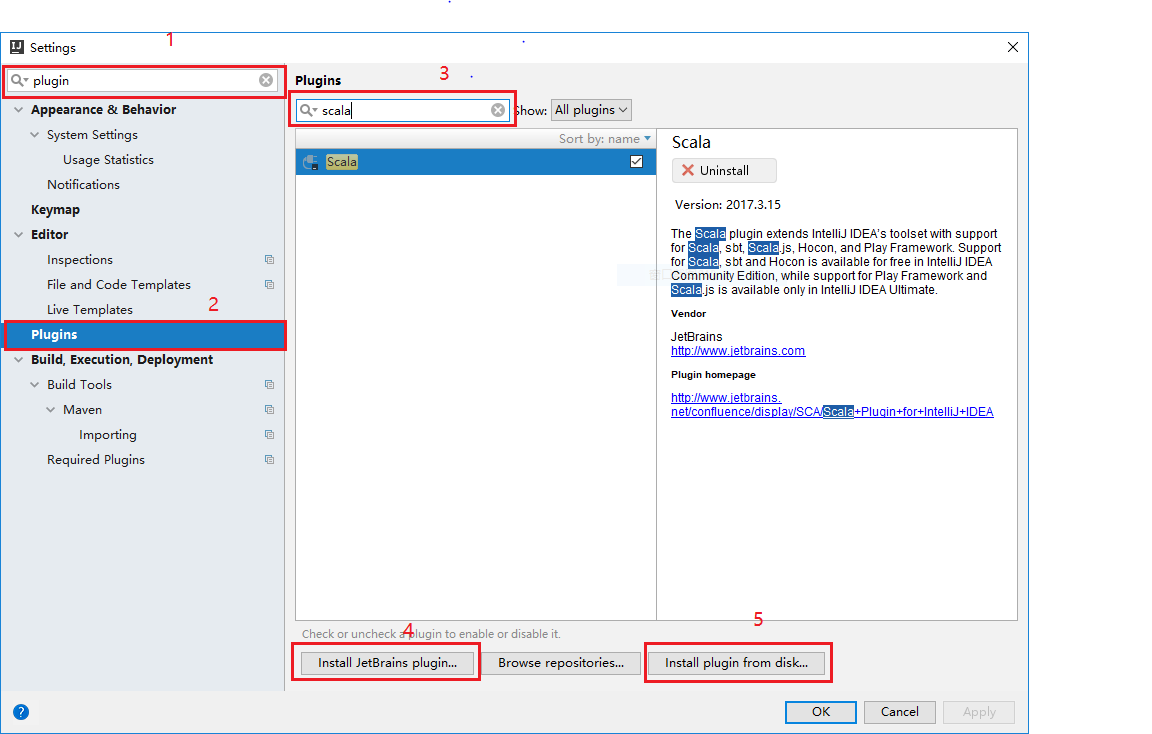 1
Settings
plugin
Appearance & Behavior
System Settings
Usage Statistics
Notifications
Keymap
Editor
Inspections
File and Code Templates
2
Live Templates
Plugins
Build, Execution, Deployment
Build Tools
Maven
Importing
Required Plugins
Plugins
3
scala
Show: All plugins
Sort by: name
Scala
Scala
Uninstall
Version: 2017.3.15
The Scala plugin extends IntelliJ IDEA's toolset with support
for Scala, sbt, Scala.js, Hocon, and Play Framework. Support
for Scala, sbt and Hocon is available for free in IntelliJ IDEA
Community Edition, while support for Play Framework and
Scala.js is available only in IntelliJ IDEA Ultimate.
Vendor
JetBrains
http://www.jetbrains.com
Plugin homepage
http://www.jetbrains.
net/confluence/display/SCA/Scala+Plugin+for+IntelliJ+IDEA
Check or uncheck a plugin to enable or disable it.
4
5
Install JetBrains plugin... Browse repositories... Install plugin from disk...
? OK Cancel Apply